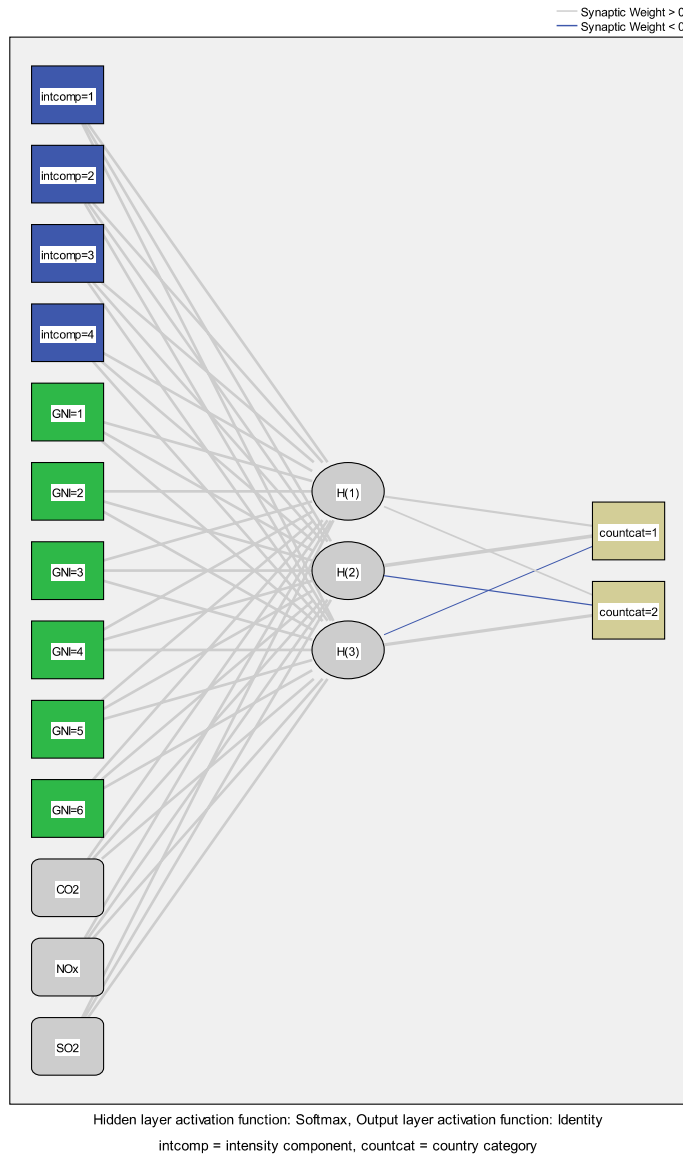 Synaptic Weight > 0
Synaptic Weight < 0
intcomp=1
intcomp=2
intcomp=3
intcomp=4
GNI=1
GNI=2
GNI=3
GNI=4
GNI=5
GNI=6
CO2
NOx
SO2
H(1)
H(2)
H(3)
countcat=1
countcat=2
Hidden layer activation function: Softmax, Output layer activation function: Identity
intcomp = intensity component, countcat = country category